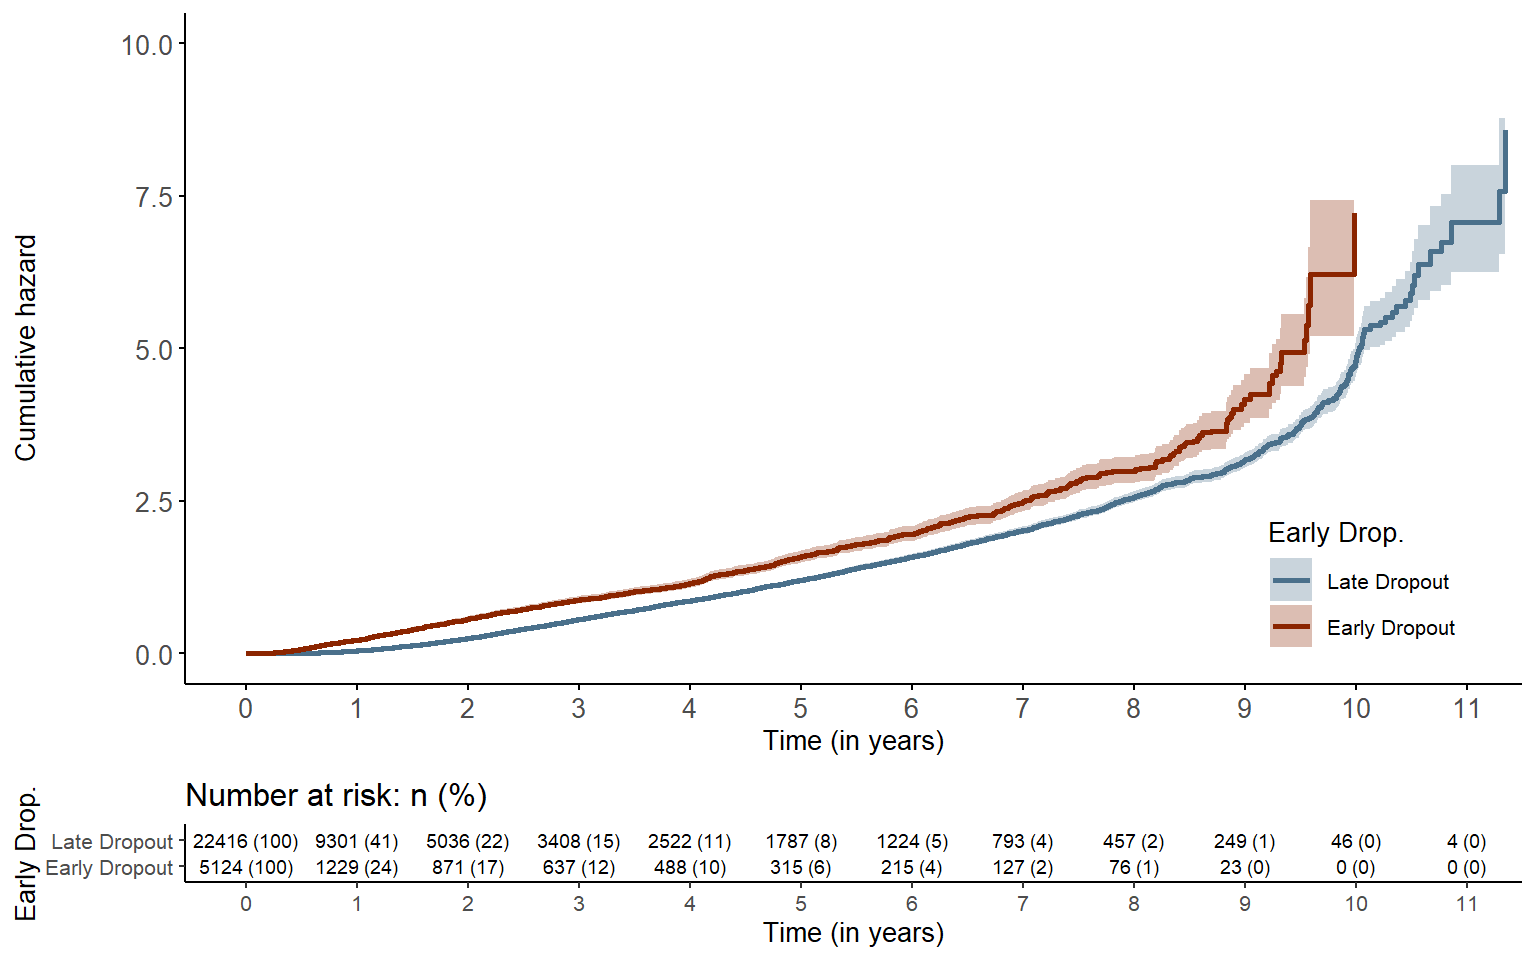 Cumulative hazard
10.0
7.5
5.0
2.5
0.0
Early Drop.
Late Dropout
Early Dropout
0 1 2 3 4 5 6 7 8 9 10 11
Time (in years)
Number at risk: n (%)
Early Drop.
Late Dropout 22416 (100) 9301 (41) 5036 (22) 3408 (15) 2522 (11) 1787 (8) 1224 (5) 793 (4) 457 (2) 249 (1) 46 (0) 4 (0)
Early Dropout 5124 (100) 1229 (24) 871 (17) 637 (12) 488 (10) 315 (6) 215 (4) 127 (2) 76 (1) 23 (0) 0 (0) 0 (0)
0 1 2 3 4 5 6 7 8 9 10 11
Time (in years)